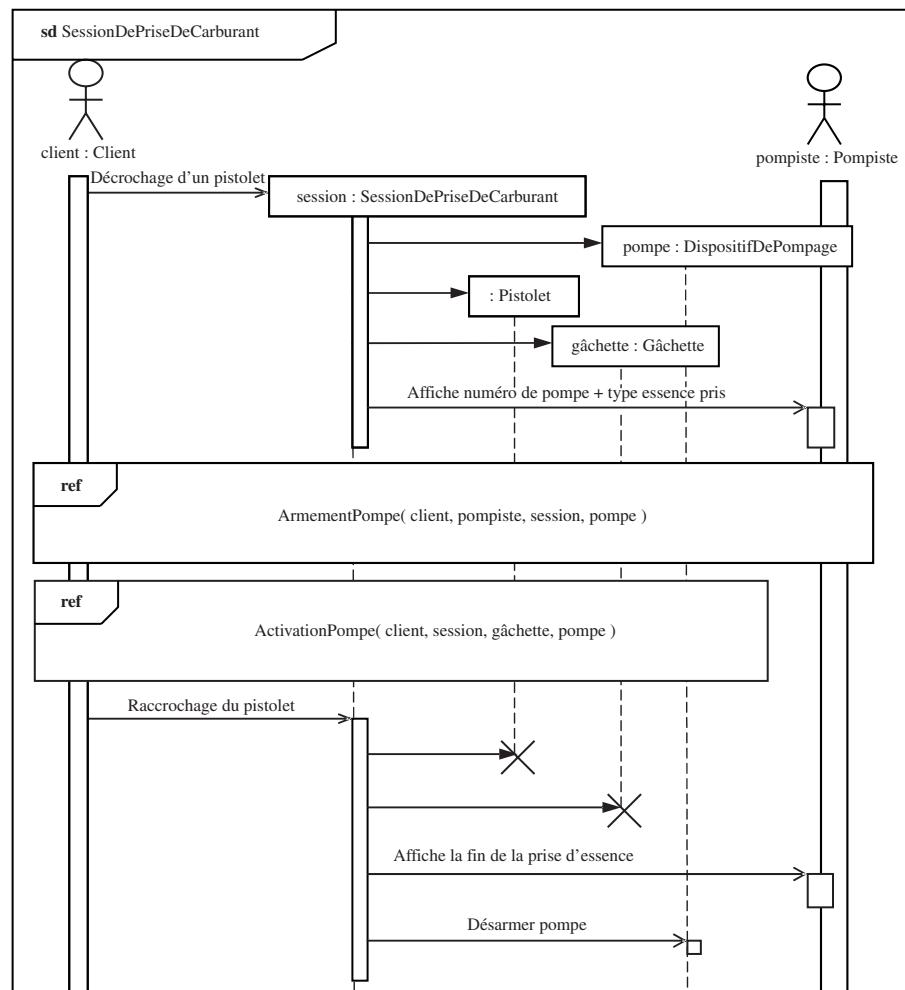 sd SessionDePriseDeCarburant
client : Client
pompiste : Pompiste
Décrochage d’un pistolet
session : SessionDePriseDeCarburant
pompe : DispositifDePompage
: Pistolet
gâchette : Gâchette
Affiche numéro de pompe + type essence pris
ref
ArmementPompe( client, pompiste, session, pompe )
ref
ActivationPompe( client, session, gâchette, pompe )
Raccrochage du pistolet
Affiche la fin de la prise d’essence
Désarmer pompe